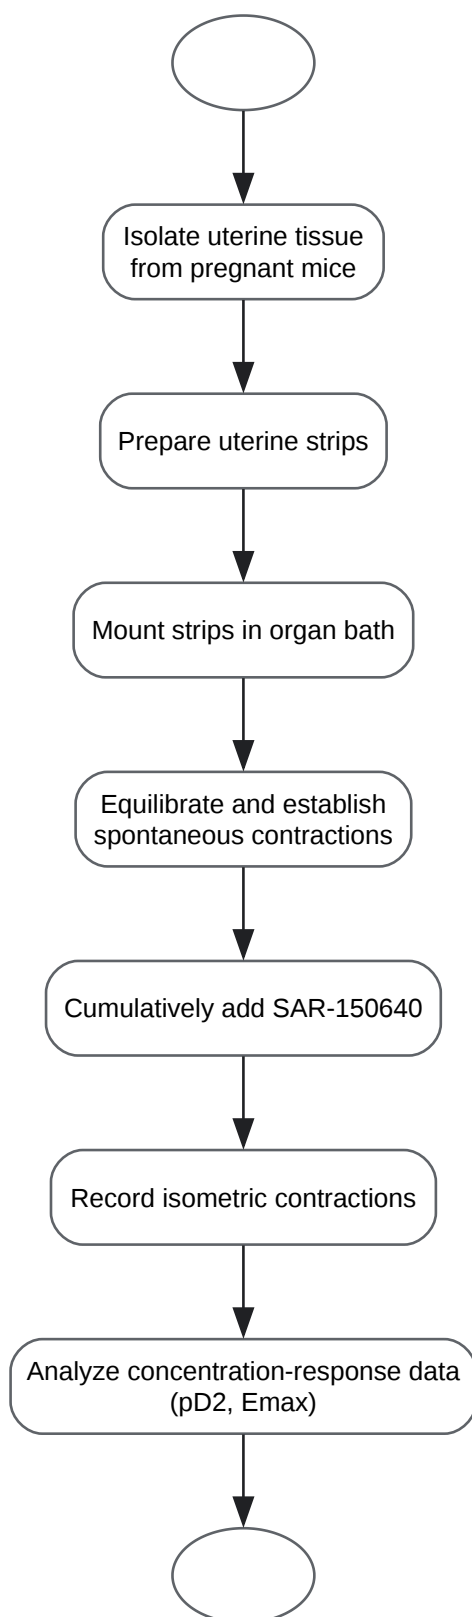 Isolate uterine tissue
from pregnant mice
Prepare uterine strips
Mount strips in organ bath
Equilibrate and establish
spontaneous contractions
Cumulatively add SAR-150640
Record isometric contractions
Analyze concentration-response data
(pD2, Emax)